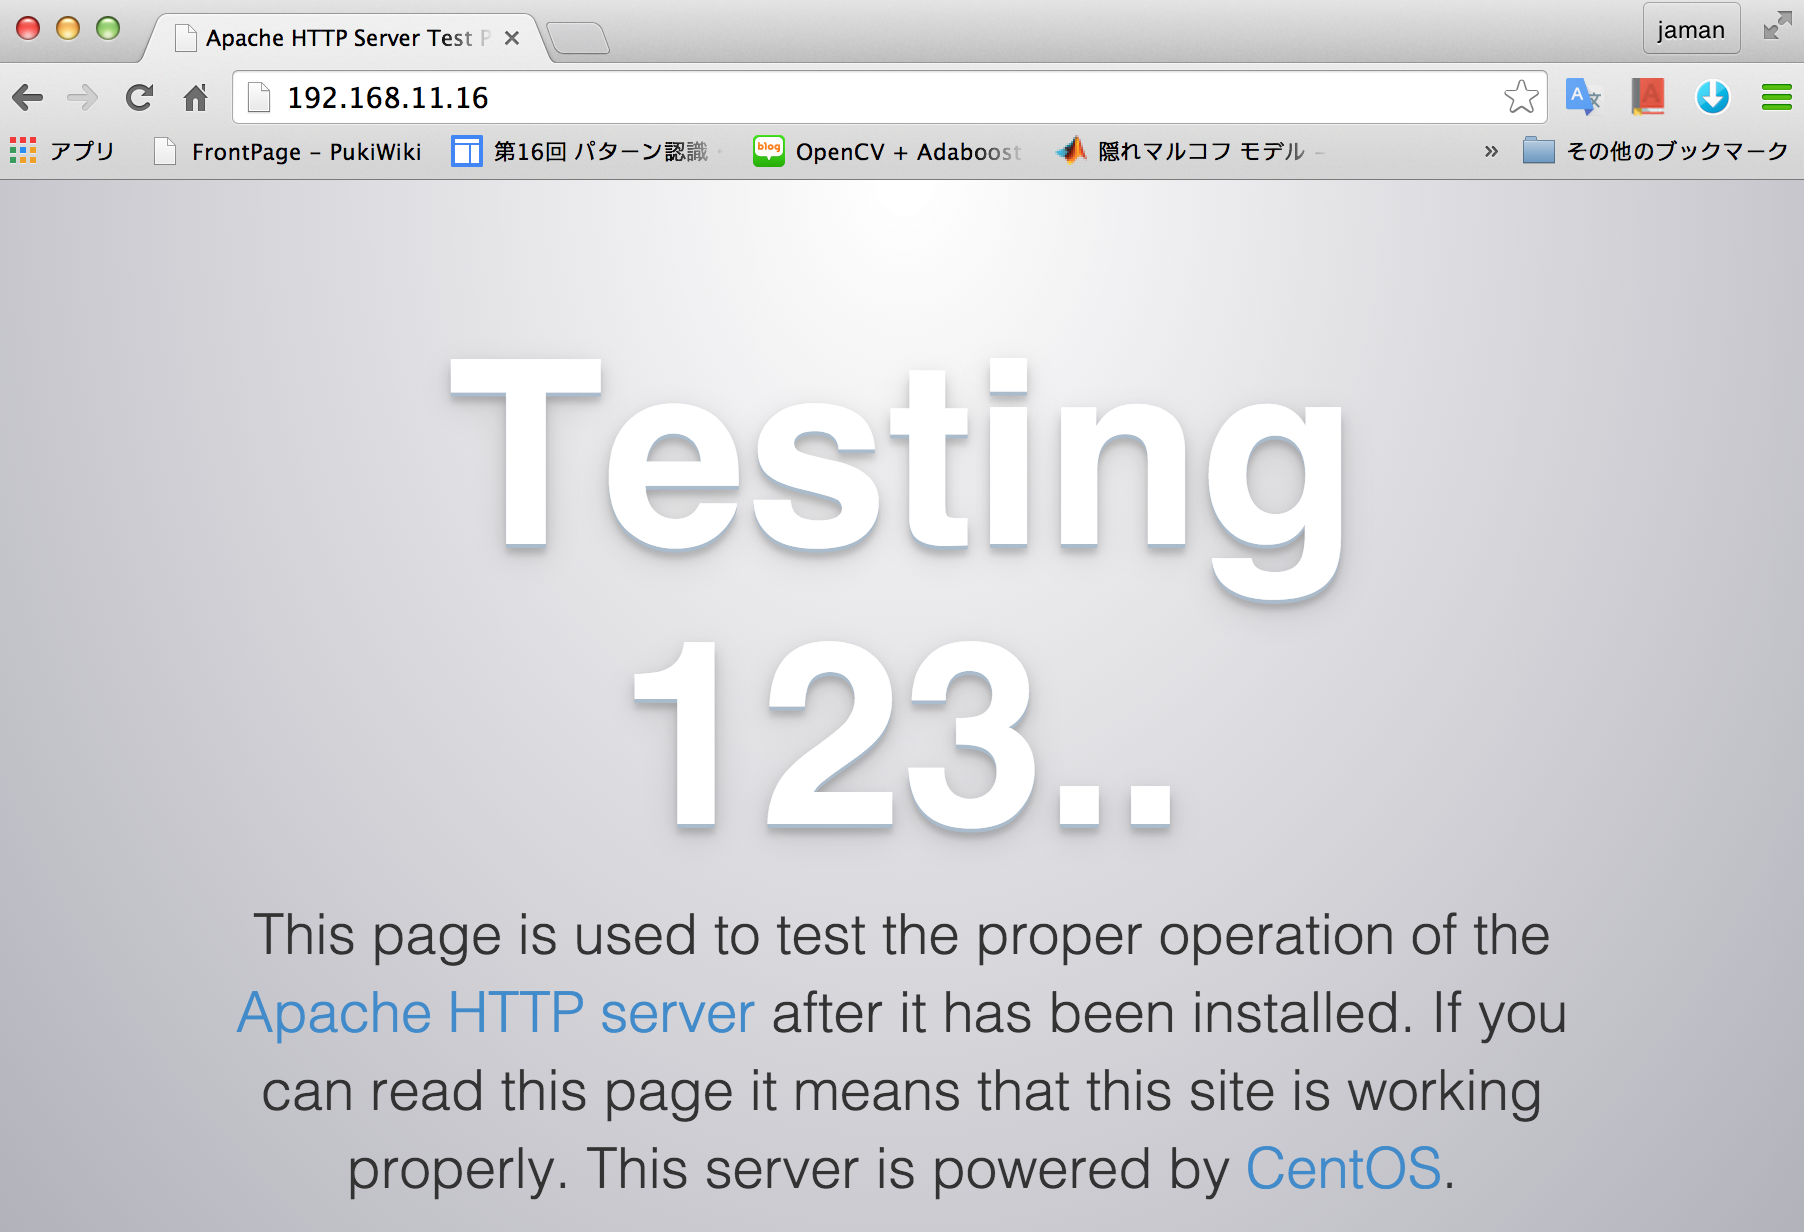 Apache HTTP Server Test P
jaman
192.168.11.16
アプリ FrontPage – PukiWiki 第16回 パターン認識 OpenCV + Adaboost 隠れマルコフ モデル – » その他のブックマーク
Testing
123..
This page is used to test the proper operation of the
Apache HTTP server after it has been installed. If you
can read this page it means that this site is working
properly. This server is powered by CentOS.